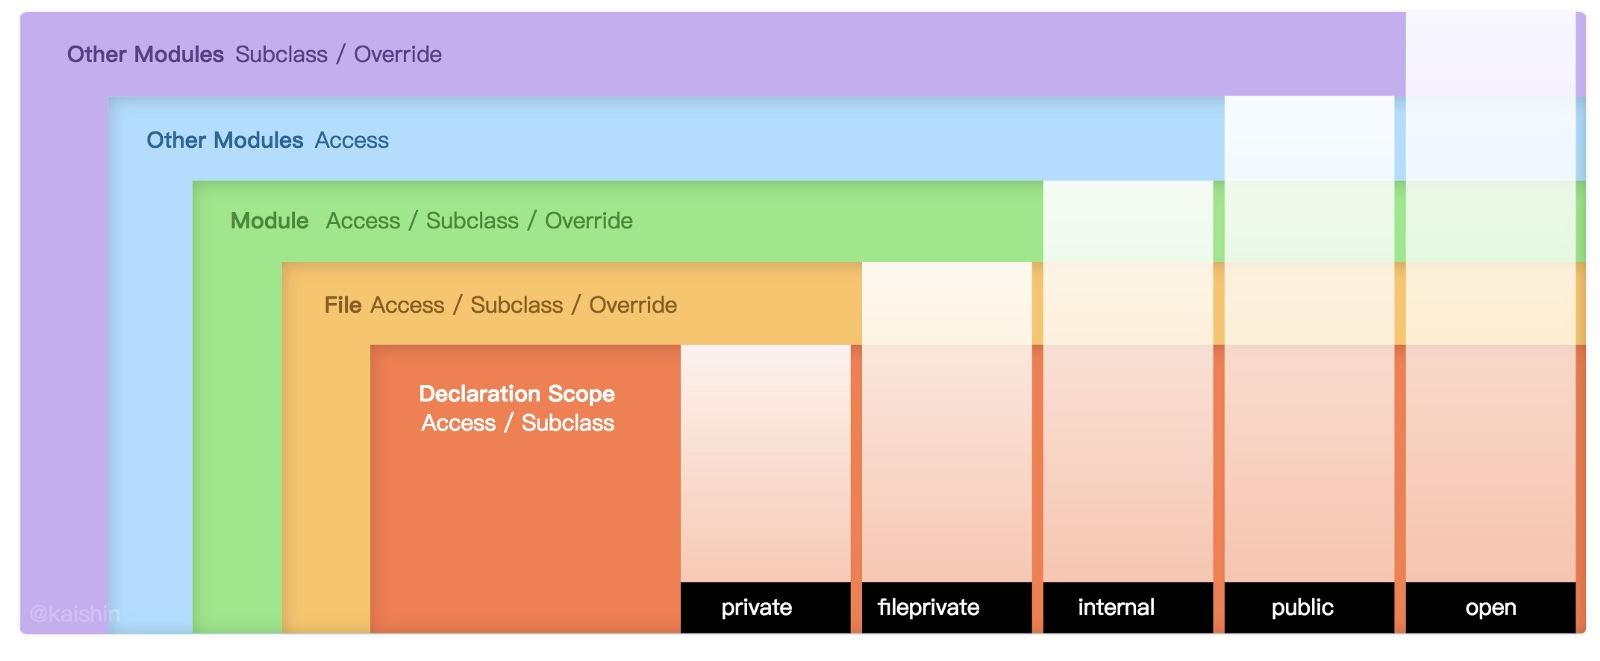 Other Modules Subclass / Override
Other Modules Access
Module Access / Subclass / Override
File Access / Subclass / Override
Declaration Scope
Access / Subclass
private fileprivate internal public open
@kaishin